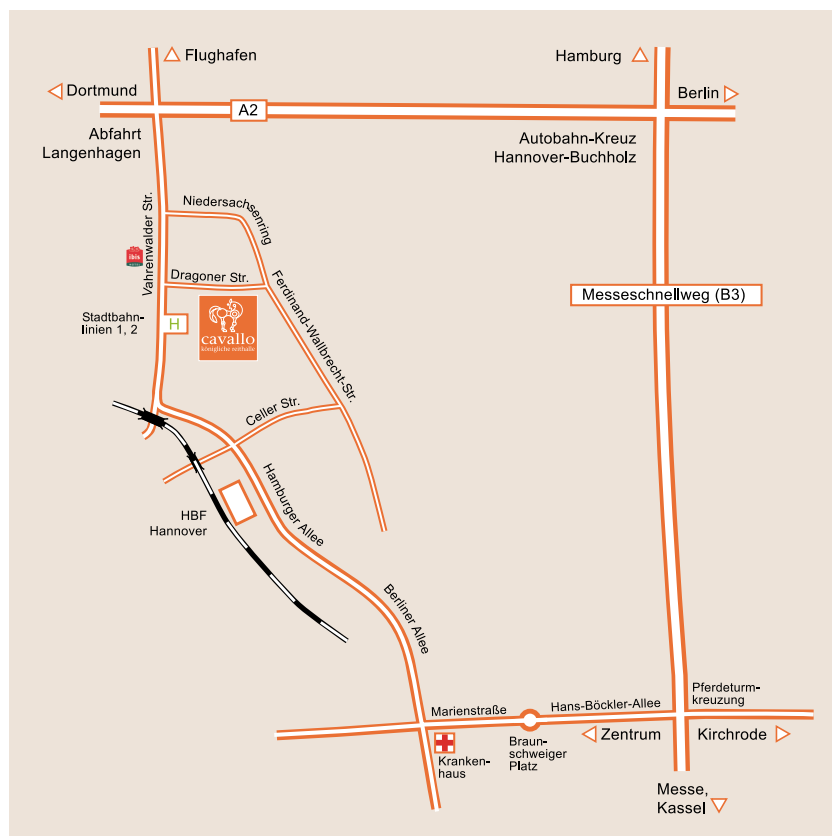 Flughafen
Hamburg
Dortmund
Berlin
A2
Abfahrt
Langenhagen
Autobahn-Kreuz
Hannover-Buchholz
Vahrenwalder Str.
Niedersachsenring
ibis
Dragoner Str.
Ferdinand-Wallbrecht-Str.
Messeschnellweg (B3)
Stadtbahn-
linien 1, 2
H
cavallo
königliche reithalle
Celler Str.
HBF
Hannover
Hamburger Allee
Berliner Allee
Pferdeturm-
kreuzung
Marienstraße
Hans-Böckler-Allee
Zentrum
Kirchrode
Braun-
schweiger
Platz
Kranken-
haus
Messe,
Kassel